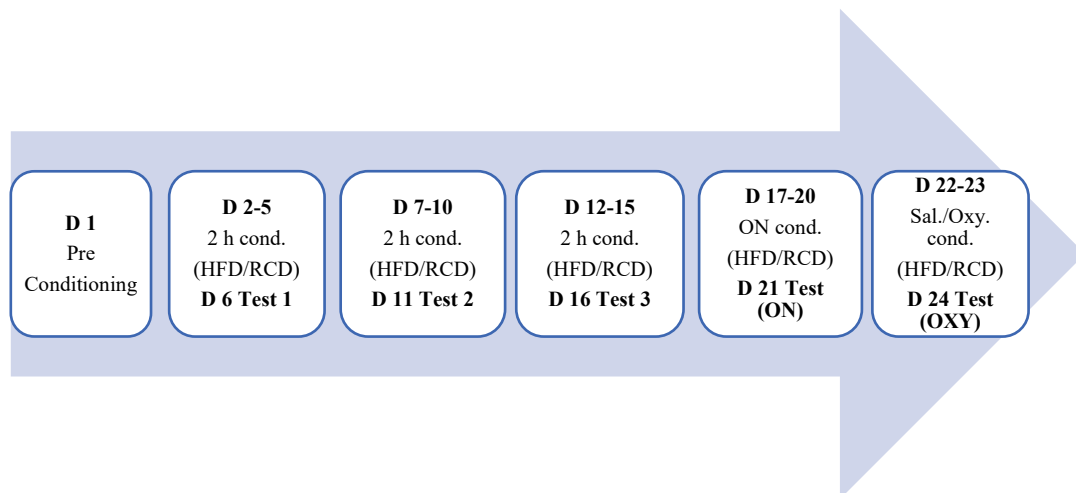 D 1
Pre
Conditioning
D 2-5
2 h cond.
(HFD/RCD)
D 6 Test 1
D 7-10
2 h cond.
(HFD/RCD)
D 11 Test 2
D 12-15
2 h cond.
(HFD/RCD)
D 16 Test 3
D 17-20
ON cond.
(HFD/RCD)
D 21 Test
(ON)
D 22-23
Sal./Oxy.
cond.
(HFD/RCD)
D 24 Test
(OXY)